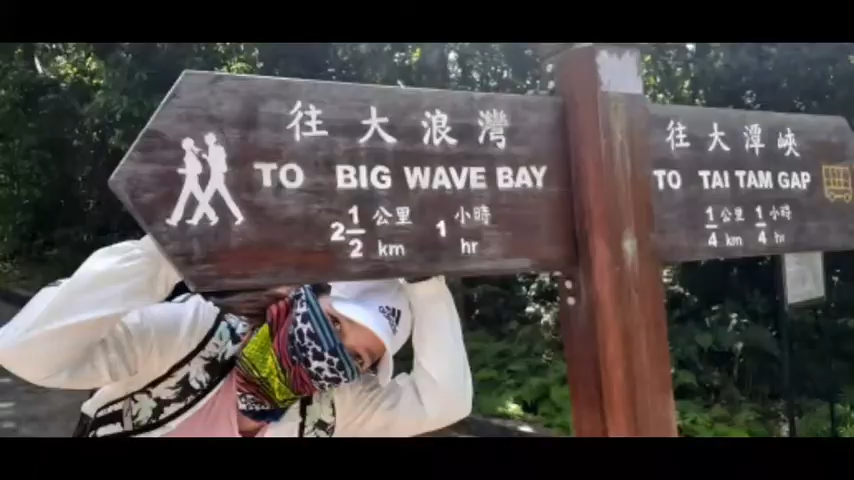 往大浪灣
TO BIG WAVE BAY
2 1/2 公里 km 1 小時 hr
往大潭峽
TO TAI TAM GAP
1/4 公里 km 1/4 小時 hr
adidas